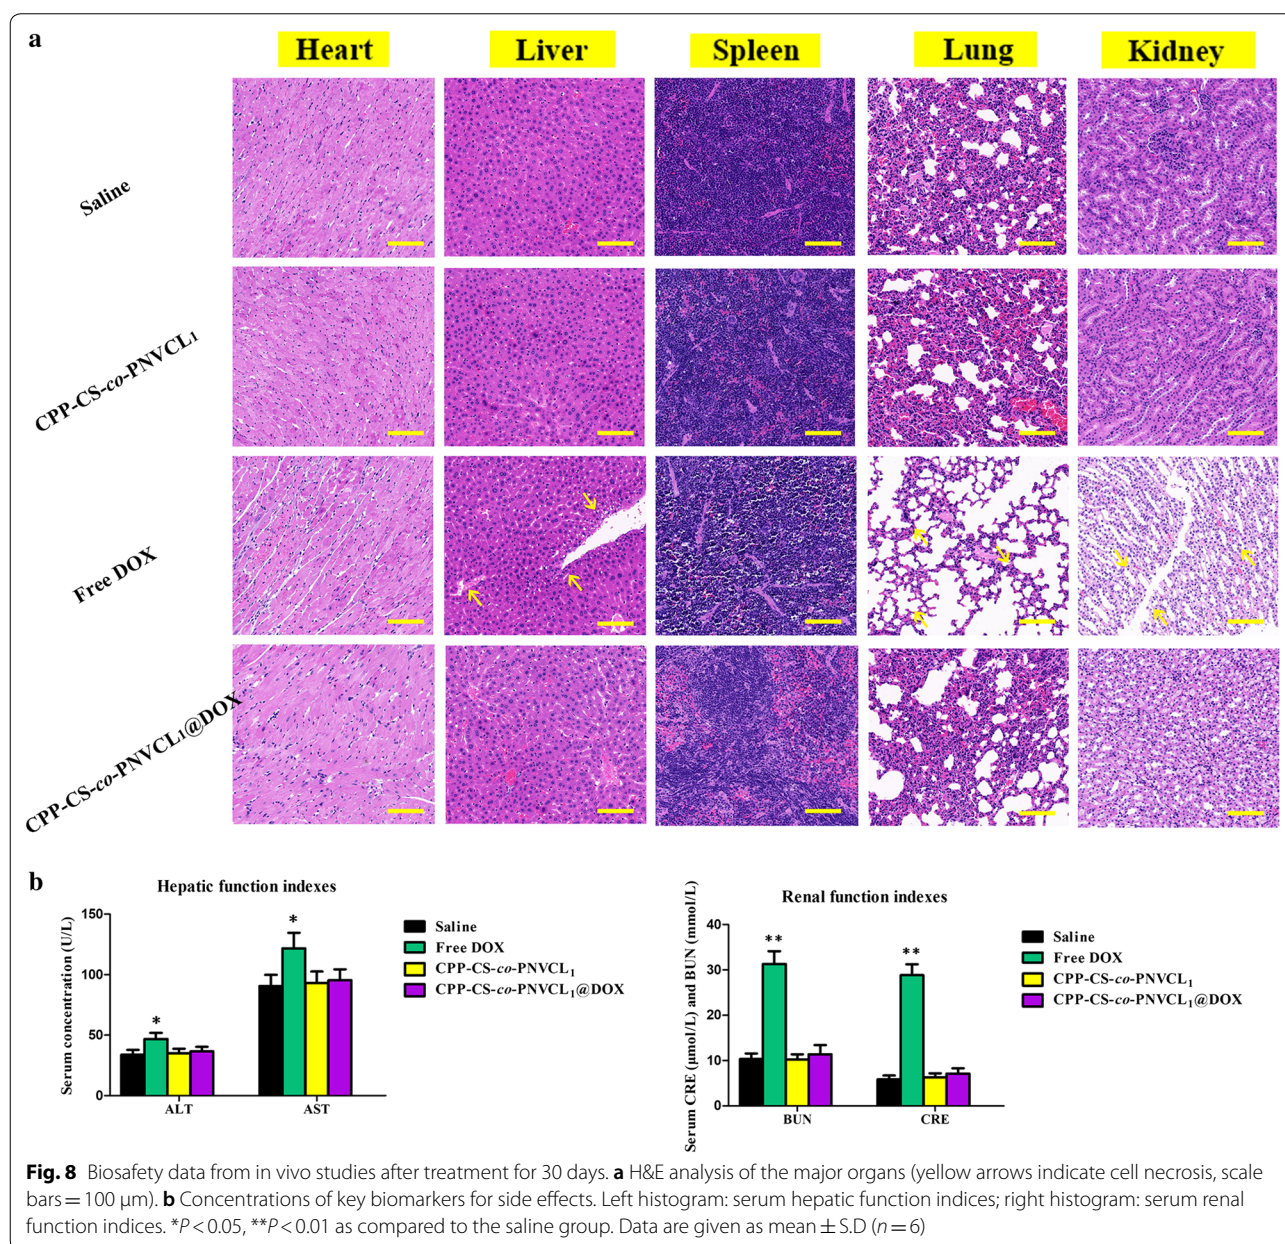 a
Heart Liver Spleen Lung Kidney
Saline
CPP-CS-co-PNVCL₁
Free DOX
CPP-CS-co-PNVCL₁@DOX
b
Hepatic function indexes
Serum concentration (U/L)
150
100
50
0
*
*
ALT AST
Saline
Free DOX
CPP-CS-co-PNVCL₁
CPP-CS-co-PNVCL₁@DOX
Renal function indexes
Serum CRE (μmol/L) and BUN (mmol/L)
40
30
20
10
0
**
**
BUN CRE
Saline
Free DOX
CPP-CS-co-PNVCL₁
CPP-CS-co-PNVCL₁@DOX
Fig. 8 Biosafety data from in vivo studies after treatment for 30 days. a H&E analysis of the major organs (yellow arrows indicate cell necrosis, scale
bars = 100 μm). b Concentrations of key biomarkers for side effects. Left histogram: serum hepatic function indices; right histogram: serum renal
function indices. *P < 0.05, **P < 0.01 as compared to the saline group. Data are given as mean ± S.D (n = 6)